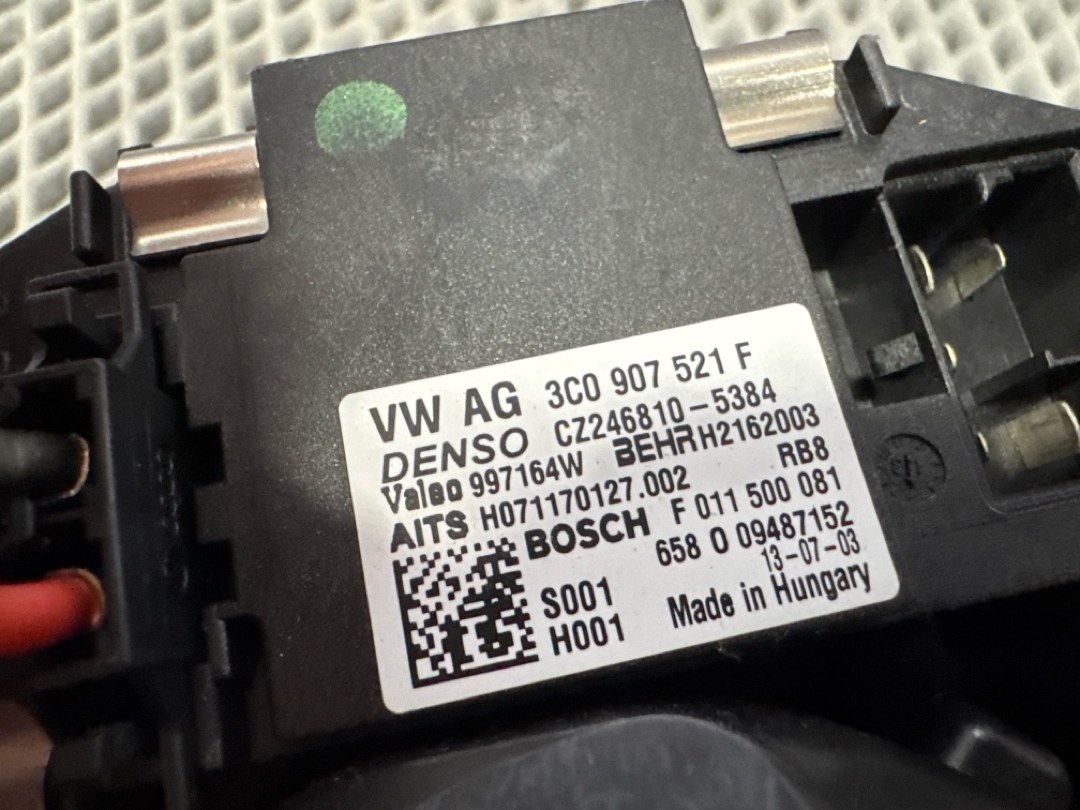 VW AG 3C0 907 521 F
DENSO CZ246810-5384
Valeo 997164W BEHR H2162003
AITS H071170127.002 RB8
BOSCH F 011 500 081
658 0 09487152
13-07-03
S001
H001 Made in Hungary